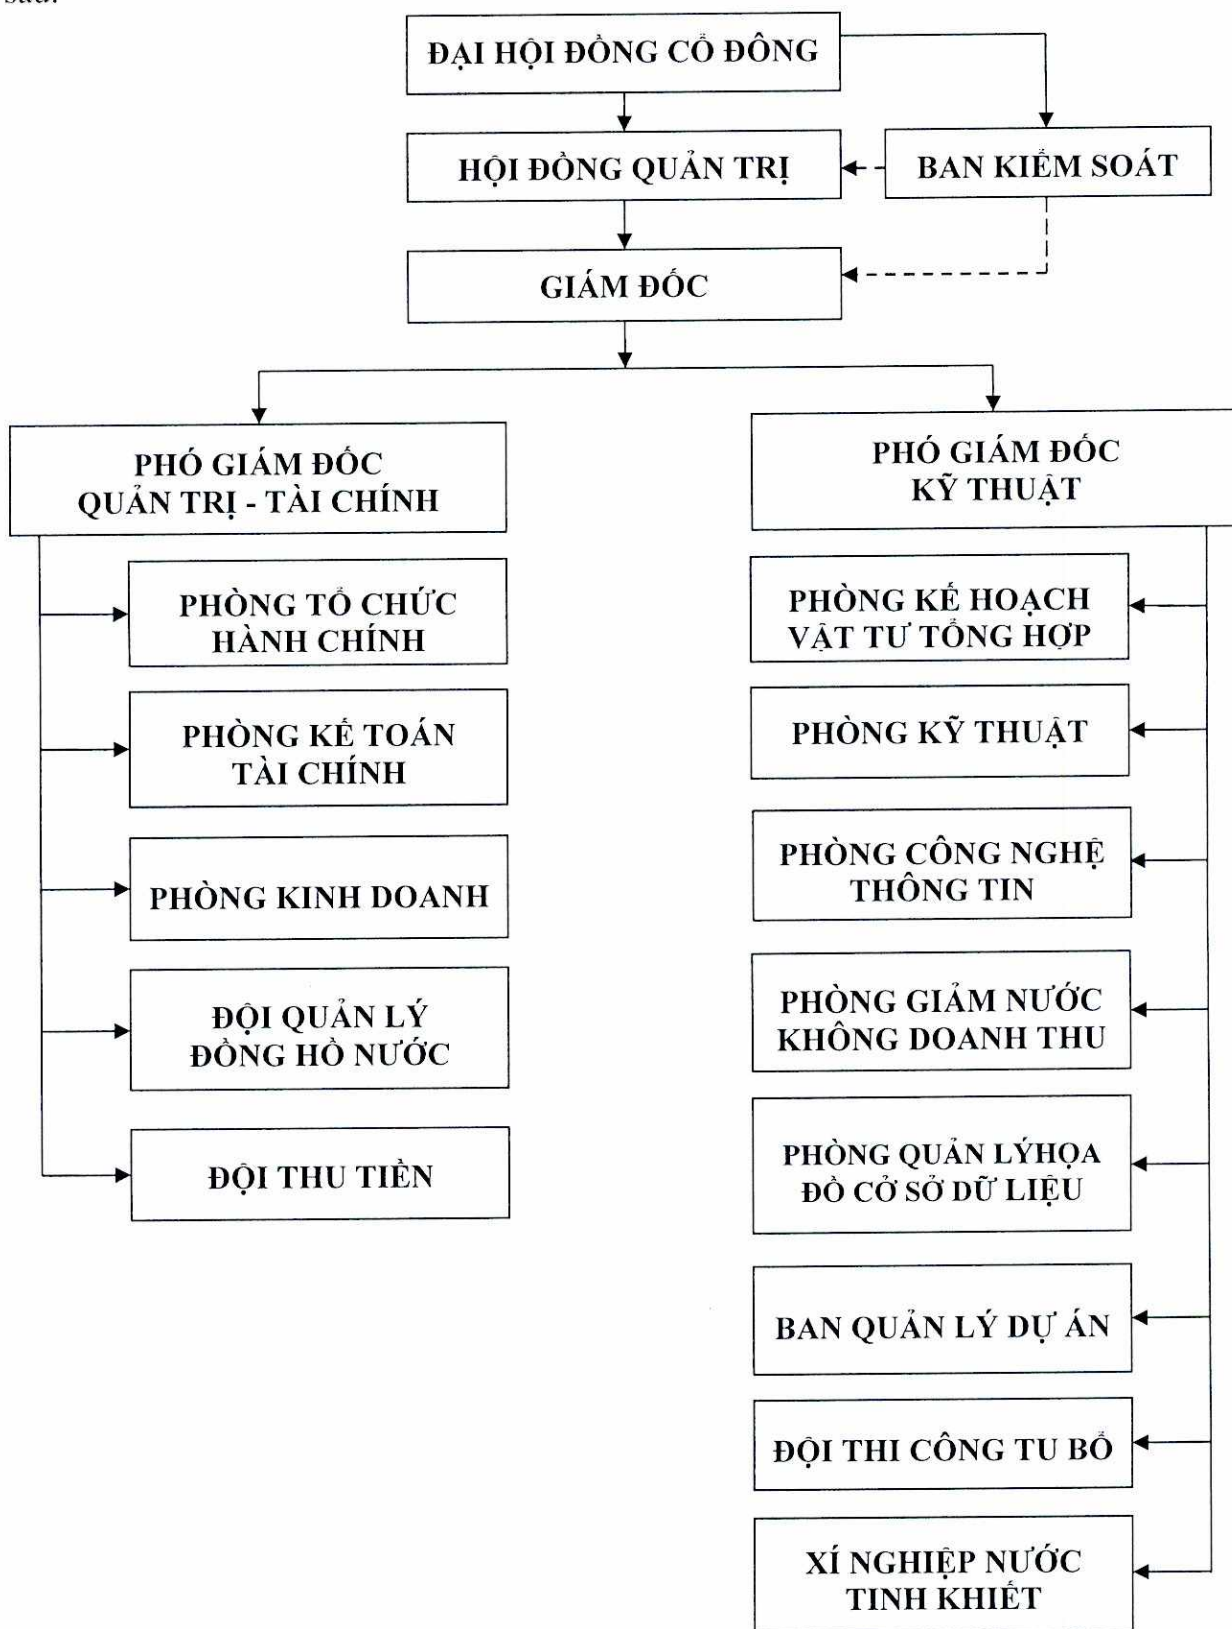 sau:
ĐẠI HỘI ĐỒNG CỔ ĐÔNG
HỘI ĐỒNG QUẢN TRỊ
BAN KIỂM SOÁT
GIÁM ĐỐC
PHÓ GIÁM ĐỐC
QUẢN TRỊ - TÀI CHÍNH
PHÒNG TỔ CHỨC
HÀNH CHÍNH
PHÒNG KẾ TOÁN
TÀI CHÍNH
PHÒNG KINH DOANH
ĐỘI QUẢN LÝ
ĐỒNG HỒ NƯỚC
ĐỘI THU TIỀN
PHÓ GIÁM ĐỐC
KỸ THUẬT
PHÒNG KẾ HOẠCH
VẬT TƯ TỔNG HỢP
PHÒNG KỸ THUẬT
PHÒNG CÔNG NGHỆ
THÔNG TIN
PHÒNG GIẢM NƯỚC
KHÔNG DOANH THU
PHÒNG QUẢN LÝHỌA
ĐỒ CỞ SỞ DỮ LIỆU
BAN QUẢN LÝ DỰ ÁN
ĐỘI THI CÔNG TU BỔ
XÍ NGHIỆP NƯỚC
TINH KHIẾT